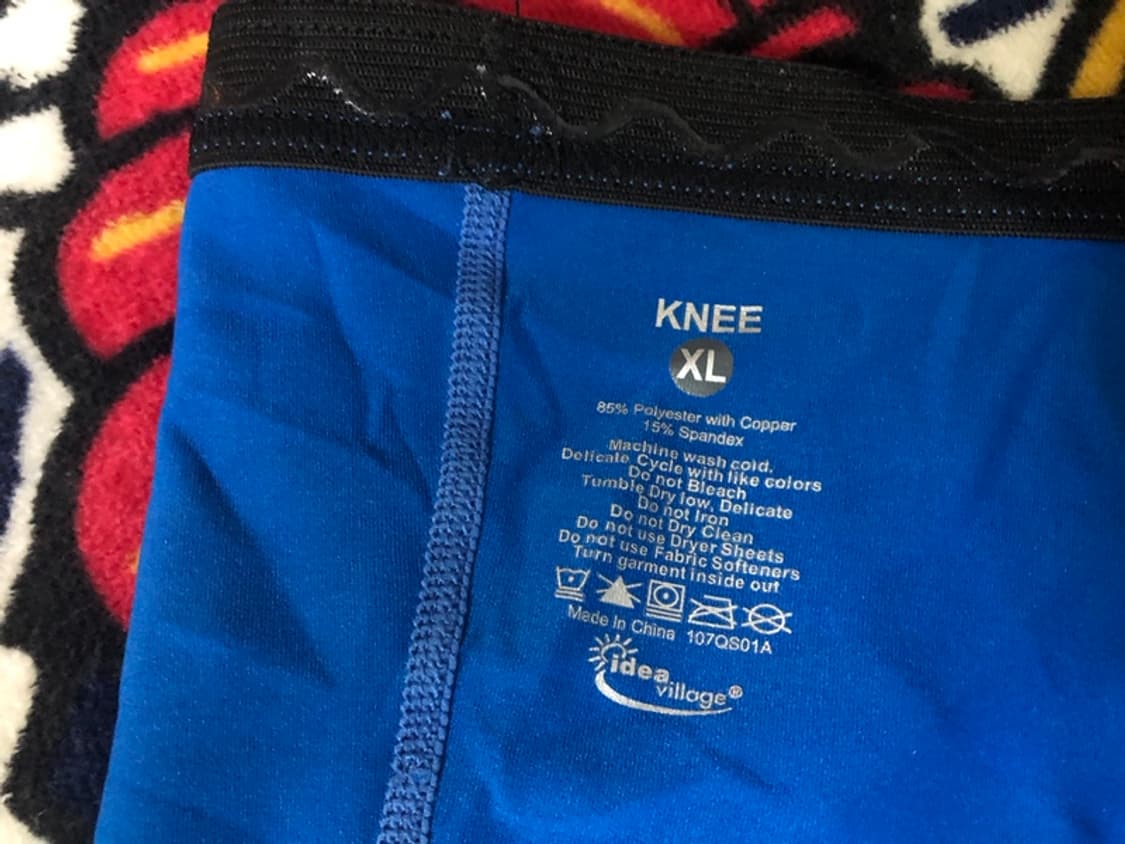 KNEE
XL
85% Polyester with Copper
15% Spandex
Machine wash cold.
Delicate Cycle with like colors
Do not Bleach
Tumble Dry low, Delicate
Do not Iron
Do not Dry Clean
Do not use Dryer Sheets
Do not use Fabric Softeners
Turn garment inside out
Made In China 107QS01A
idea
village®